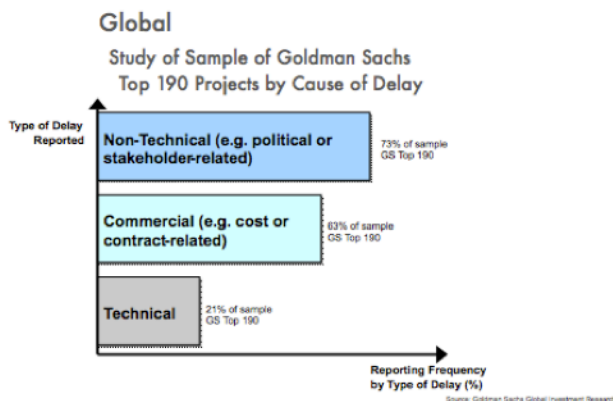 Global
Study of Sample of Goldman Sachs
Top 190 Projects by Cause of Delay
Type of Delay
Reported
Non-Technical (e.g. political or
stakeholder-related)
73% of sample
GS Top 190
Commercial (e.g. cost or
contract-related)
63% of sample
GS Top 190
Technical
21% of sample
GS Top 190
Reporting Frequency
by Type of Delay (%)
Source: Goldman Sachs Global Investment Research